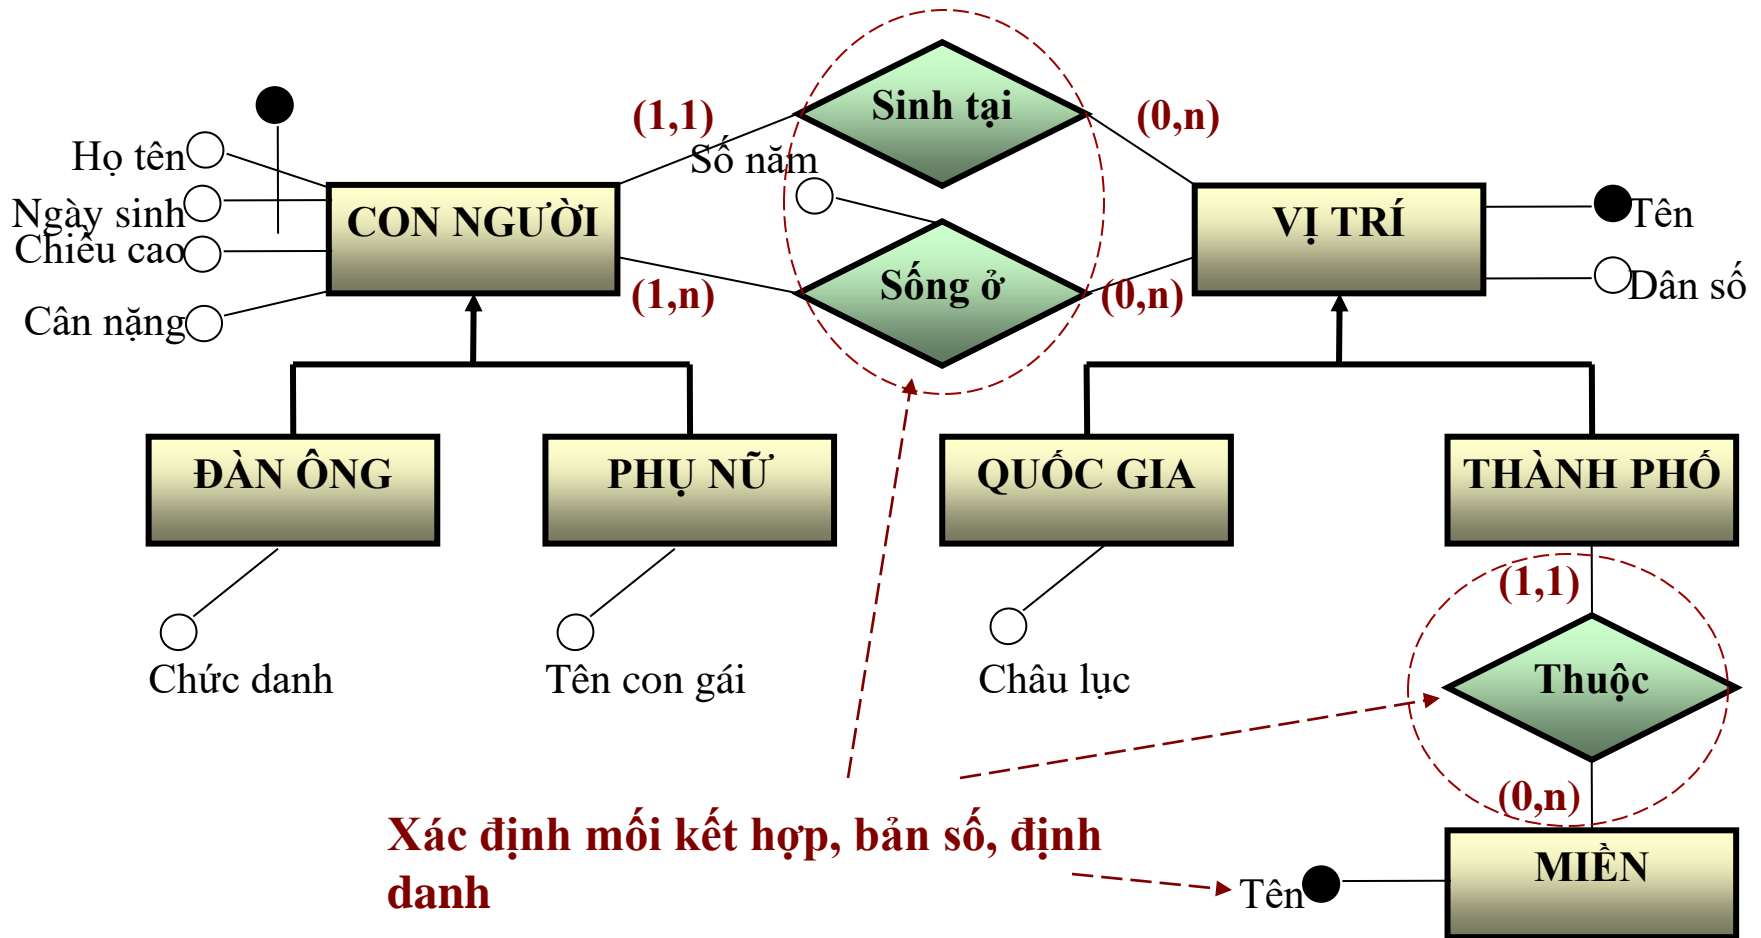 Sinh tại
(1,1)
(0,n)
Họ tên
Số năm
Ngày sinh
CON NGƯỜI
VỊ TRÍ
Tên
Chiều cao
Sống ở
(1,n)
(0,n)
Dân số
Cân nặng
ĐÀN ÔNG
PHỤ NỮ
QUỐC GIA
THÀNH PHỐ
(1,1)
Chức danh
Tên con gái
Châu lục
Thuộc
(0,n)
Xác định mối kết hợp, bản số, định
danh
MIỀN
Tên